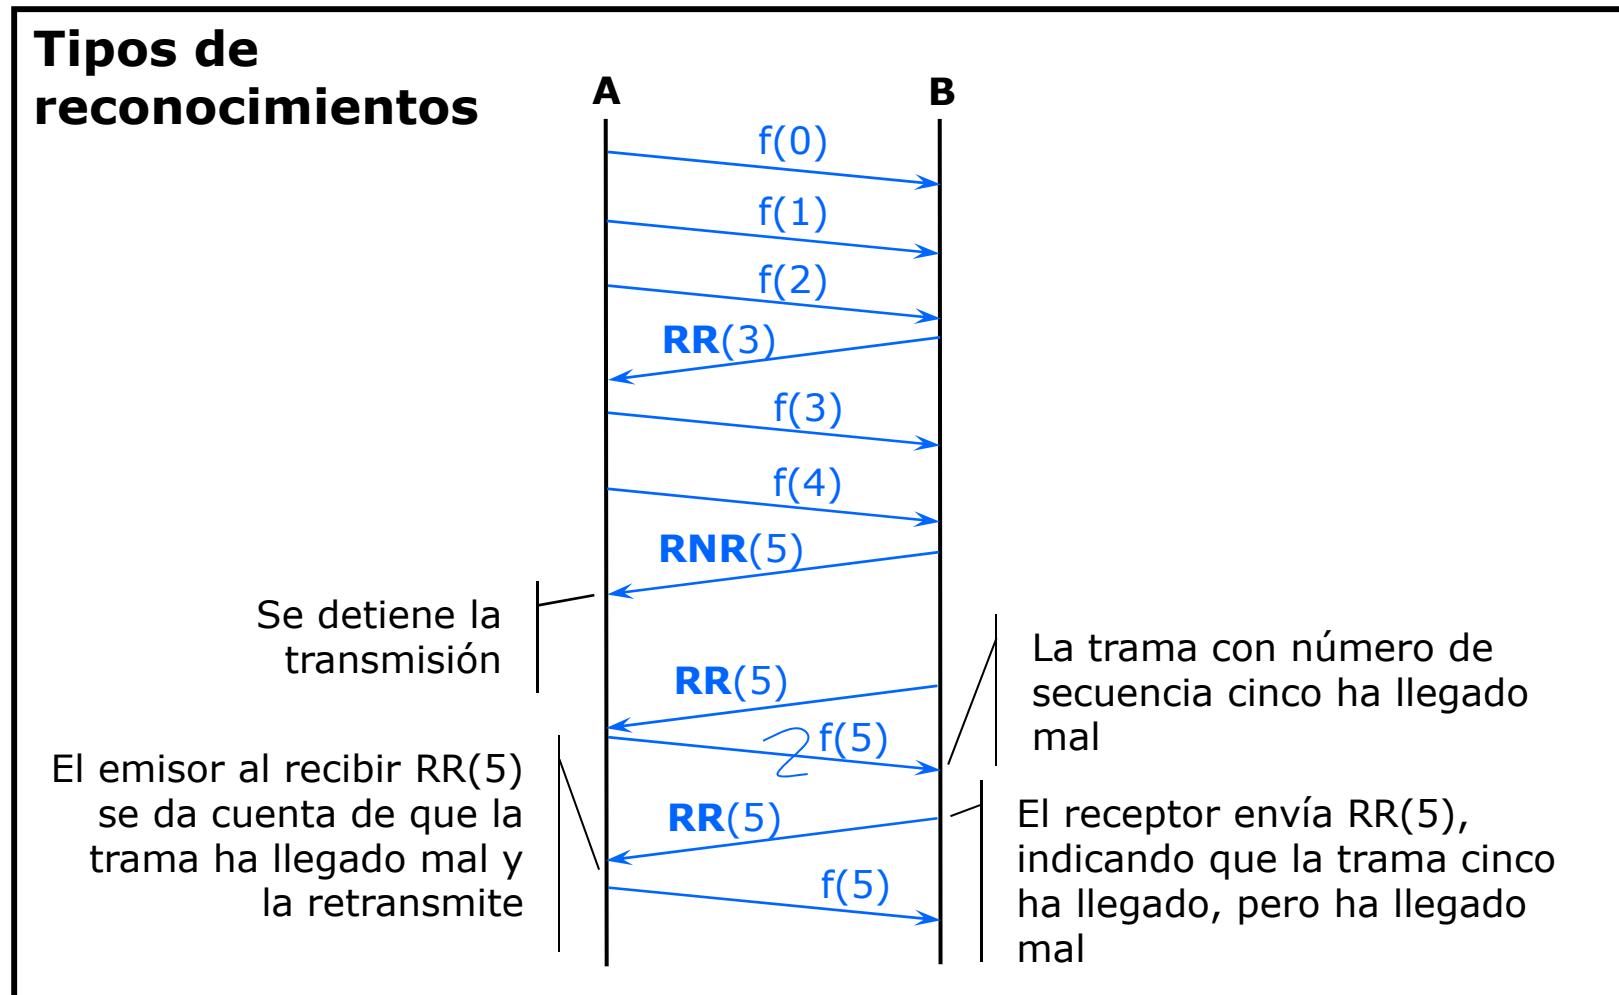 Tipos de
reconocimientos
A
B
f(0)
f(1)
f(2)
RR(3)
f(3)
f(4)
RNR(5)
Se detiene la
transmisión
RR(5)
La trama con número de
secuencia cinco ha llegado
mal
f(5)
El emisor al recibir RR(5)
se da cuenta de que la
trama ha llegado mal y
la retransmite
RR(5)
El receptor envía RR(5),
indicando que la trama cinco
ha llegado, pero ha llegado
mal
f(5)